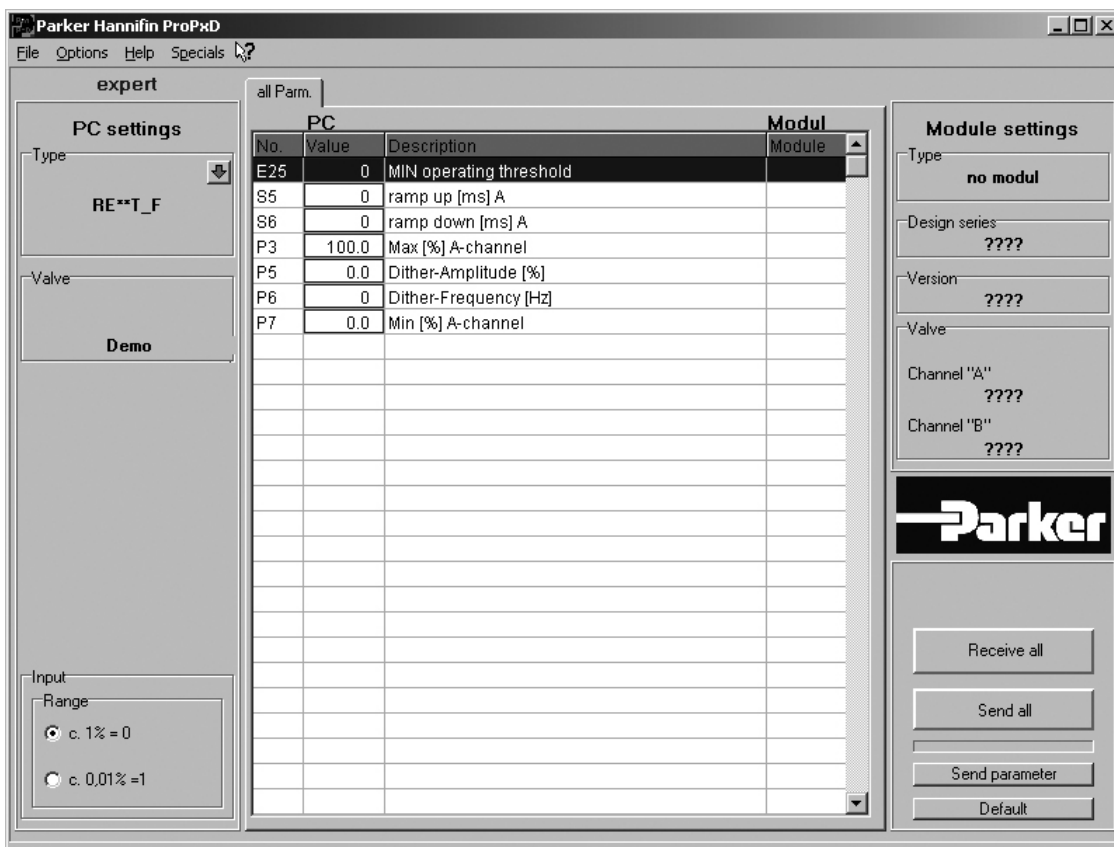 Parker Hannifin ProPxD
File Options Help Specials ?
expert
PC settings
Type
RE**T_F
Valve
Demo
Input
Range
c. 1% = 0
c. 0,01% =1
all Parm.
PC Modul
No. Value Description Module
E25 0 MIN operating threshold
S5 0 ramp up [ms] A
S6 0 ramp down [ms] A
P3 100.0 Max [%] A-channel
P5 0.0 Dither-Amplitude [%]
P6 0 Dither-Frequency [Hz]
P7 0.0 Min [%] A-channel
Module settings
Type
no modul
Design series
????
Version
????
Valve
Channel "A"
????
Channel "B"
????
Parker
Receive all
Send all
Send parameter
Default